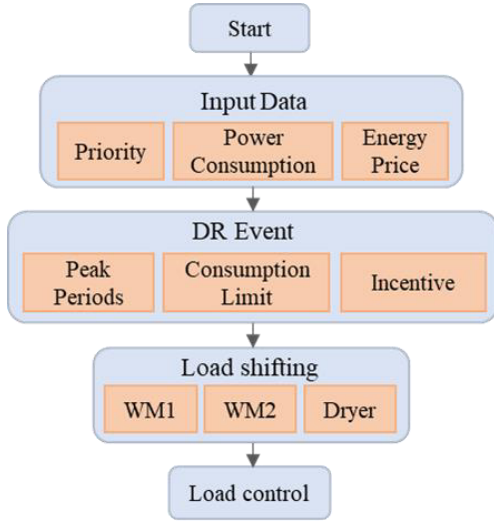 Start
Input Data
Priority
Power
Consumption
Energy
Price
DR Event
Peak
Periods
Consumption
Limit
Incentive
Load shifting
WM1
WM2
Dryer
Load control